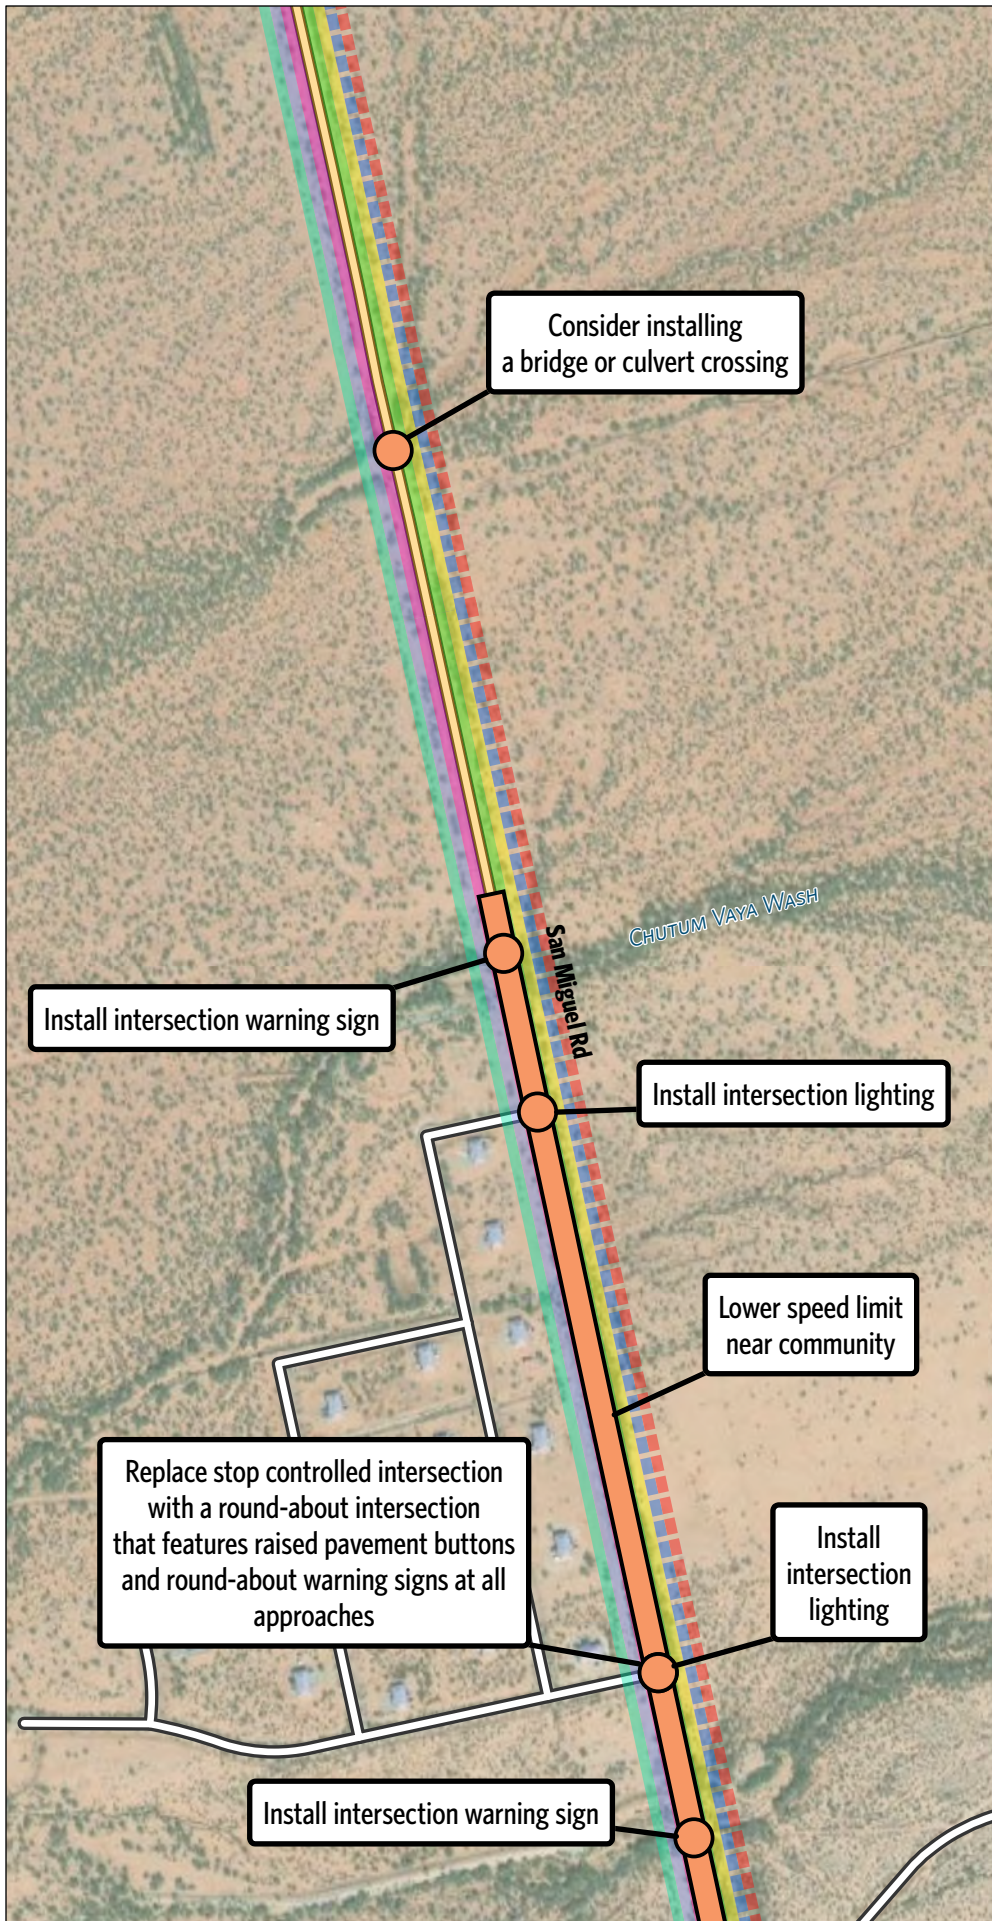 Consider installing
a bridge or culvert crossing
CHUTUM VAYA WASH
San Miguel Rd
Install intersection warning sign
Install intersection lighting
Lower speed limit
near community
Replace stop controlled intersection
with a round-about intersection
that features raised pavement buttons
and round-about warning signs at all
approaches
Install
intersection
lighting
Install intersection warning sign